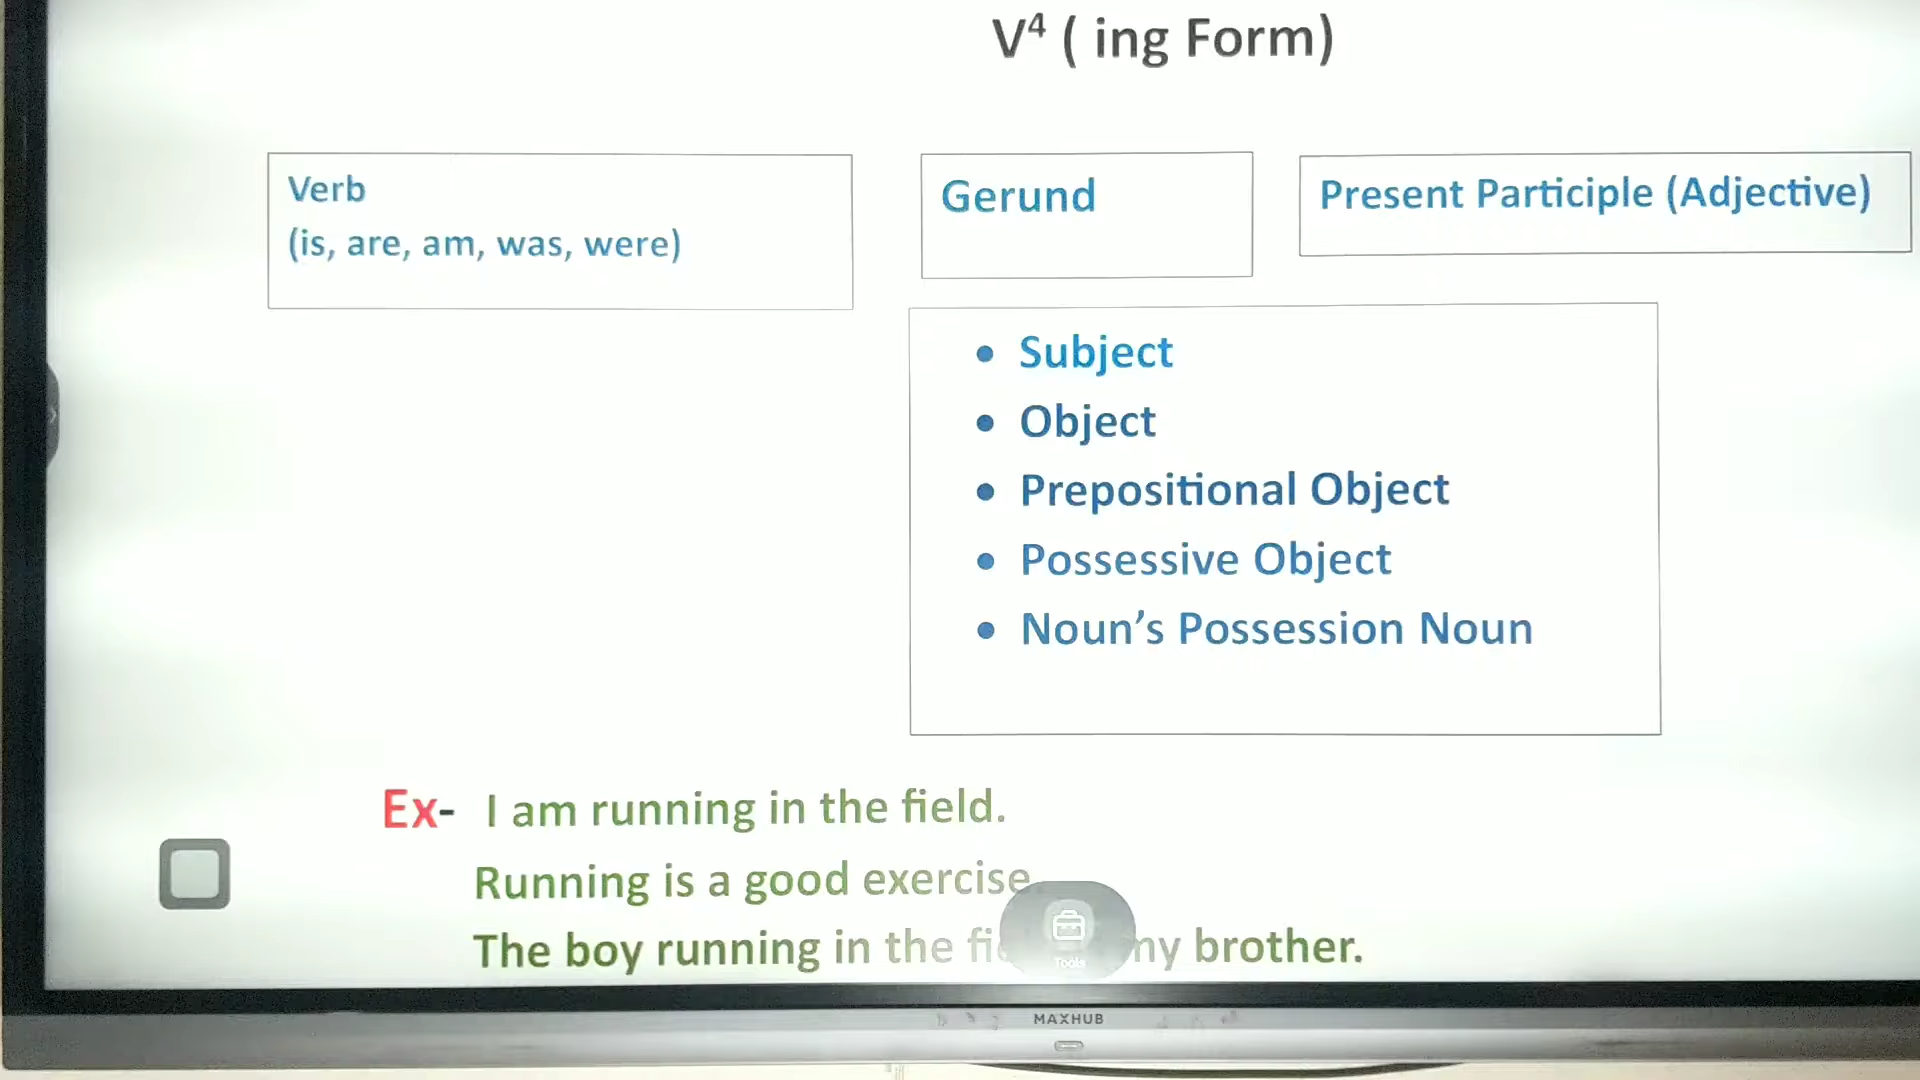 V⁴ ( ing Form)
Verb
(is, are, am, was, were)
Gerund
Present Participle (Adjective)
• Subject
• Object
• Prepositional Object
• Possessive Object
• Noun’s Possession Noun
Ex- I am running in the field.
Running is a good exercise.
The boy running in the my brother.
Tools
MAXHUB